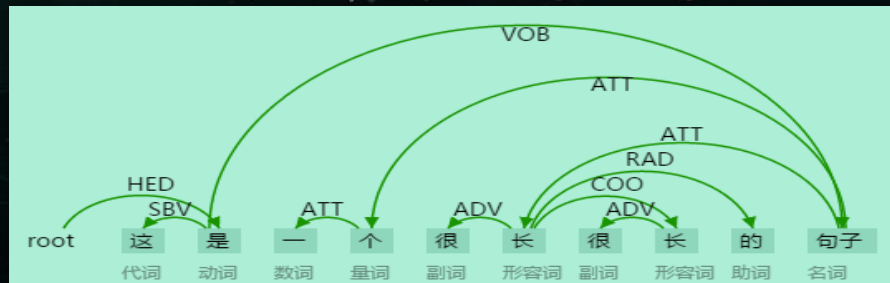 VOB
ATT
ATT
RAD
HED COO
SBV ATT ADV ADV
root 这 是 一 个 很 长 很 长 的 句子
代词 动词 数词 量词 副词 形容词 副词 形容词 助词 名词